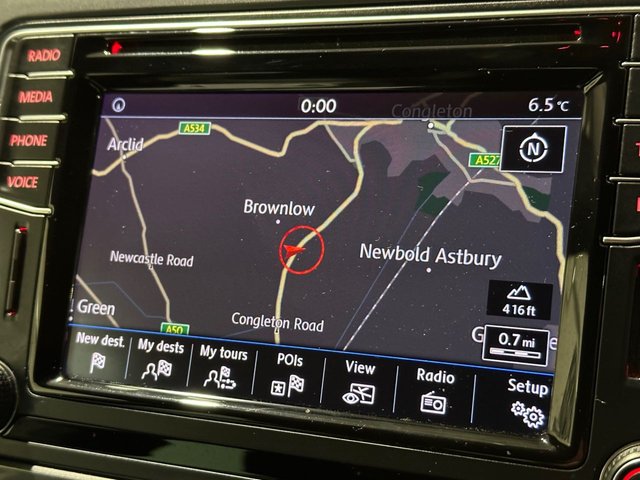 RADIO
MEDIA
PHONE
VOICE
0:00
6.5 °C
Congleton
A534
Arclid
A527
N
Brownlow
Newcastle Road
Newbold Astbury
416 ft
Green
Congleton Road
A50
0.7 mi
New dest.
My dests
My tours
POIs
View
Radio
Setup